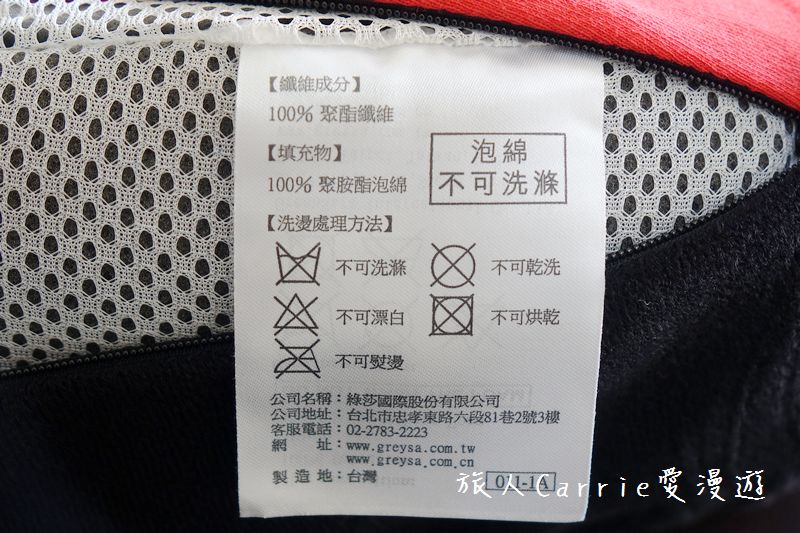 【纖維成分】
100% 聚酯纖維
【填充物】
100% 聚胺酯泡綿
泡綿
不可洗滌
【洗燙處理方法】
不可洗滌
不可乾洗
不可漂白
不可烘乾
不可熨燙
公司名稱：綠莎國際股份有限公司
公司地址：台北市忠孝東路六段81巷2號3樓
客服電話：02-2783-2223
網　　址：www.greysa.com.tw
www.greysa.com.cn
製 造 地：台灣
旅人Carrie愛漫遊